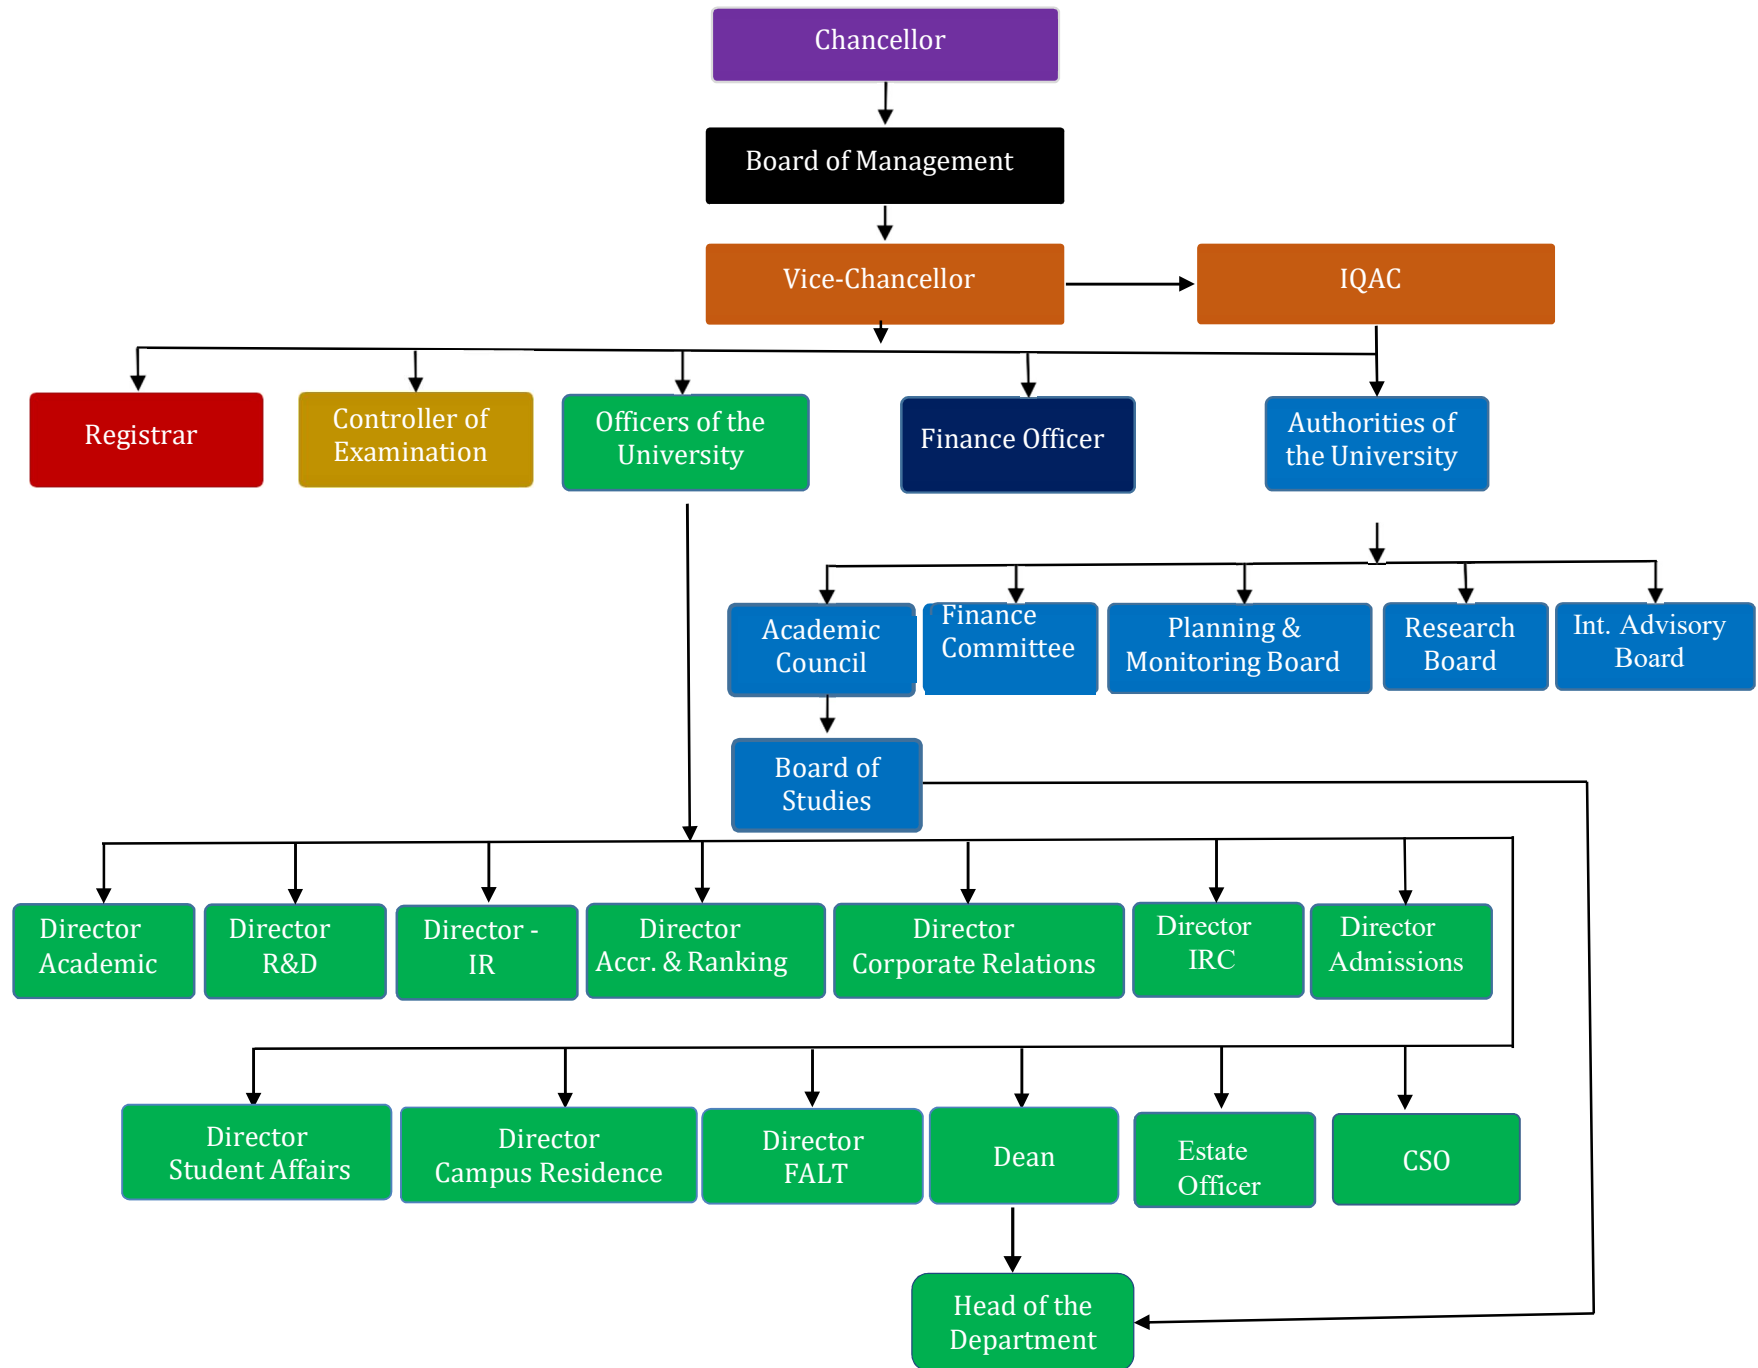 Chancellor
Board of Management
Vice-Chancellor
IQAC
Registrar
Controller of
Examination
Officers of the
University
Finance Officer
Authorities of
the University
Academic
Council
Finance
Committee
Planning &
Monitoring Board
Research
Board
Int. Advisory
Board
Board of
Studies
Director
Academic
Director
R&D
Director -
IR
Director
Accr. & Ranking
Director
Corporate Relations
Director
IRC
Director
Admissions
Director
Student Affairs
Director
Campus Residence
Director
FALT
Dean
Estate
Officer
CSO
Head of the
Department